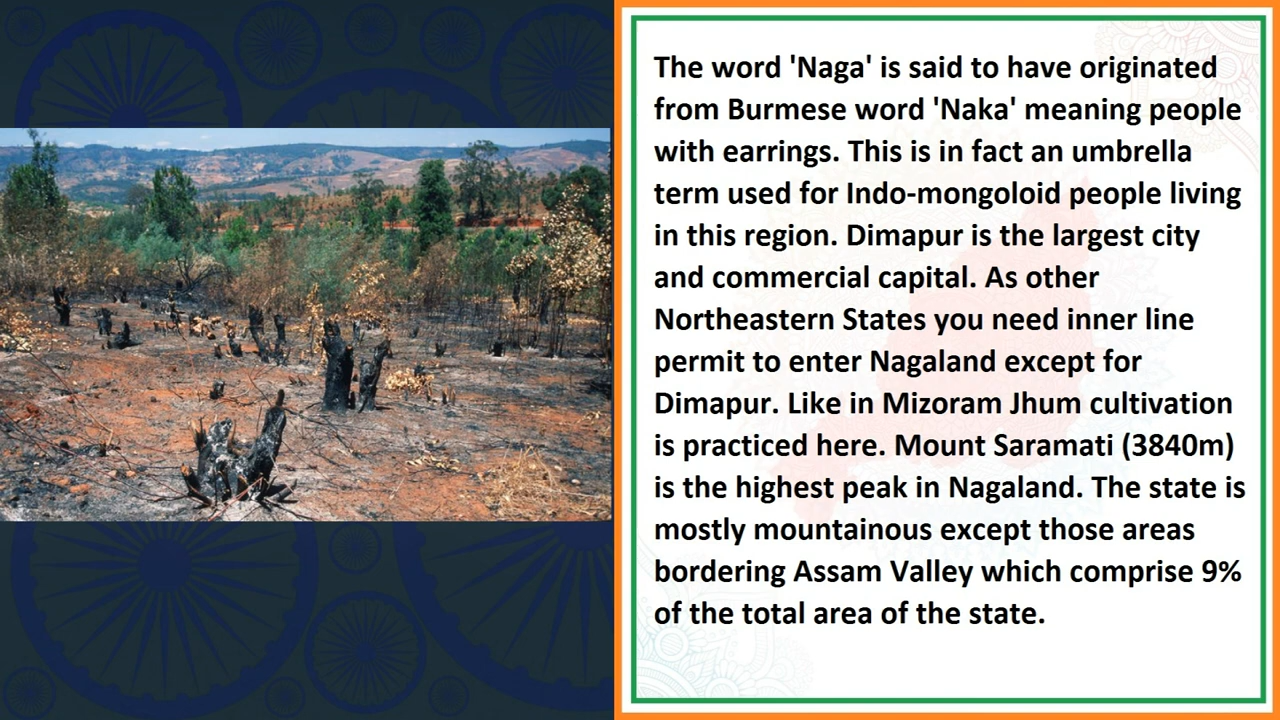 The word 'Naga' is said to have originated
from Burmese word 'Naka' meaning people
with earrings. This is in fact an umbrella
term used for Indo-mongoloid people living
in this region. Dimapur is the largest city
and commercial capital. As other
Northeastern States you need inner line
permit to enter Nagaland except for
Dimapur. Like in Mizoram Jhum cultivation
is practiced here. Mount Saramati (3840m)
is the highest peak in Nagaland. The state is
mostly mountainous except those areas
bordering Assam Valley which comprise 9%
of the total area of the state.